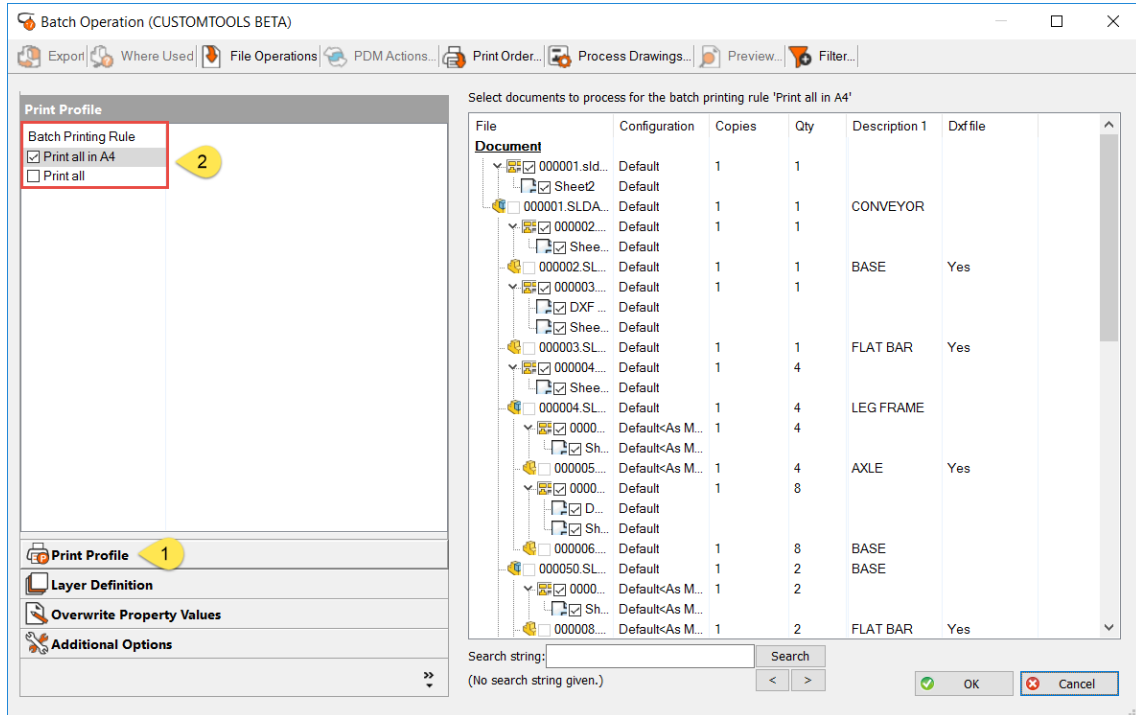 Batch Operation (CUSTOMTOOLS BETA)
Export Where Used File Operations PDM Actions... Print Order... Process Drawings... Preview... Filter...
Print Profile
Batch Printing Rule
Print all in A4
Print all
2
Print Profile
1
Layer Definition
Overwrite Property Values
Additional Options
Select documents to process for the batch printing rule 'Print all in A4'
File Configuration Copies Qty Description 1 Dxf file
Document
000001.sld... Default 1 1
Sheet2 Default
000001.SLDA... Default 1 1 CONVEYOR
000002.... Default 1 1
Shee... Default
000002.SL... Default 1 1 BASE Yes
000003.... Default 1 1
DXF ... Default
Shee... Default
000003.SL... Default 1 1 FLAT BAR Yes
000004.... Default 1 4
Shee... Default
000004.SL... Default 1 4 LEG FRAME
0000... Default<As M... 1 4
Sh... Default<As M...
000005.... Default<As M... 1 4 AXLE Yes
0000... Default 1 8
D... Default
Sh... Default
000006.... Default 1 8 BASE
000050.SL... Default 1 2 BASE
0000... Default<As M... 1 2
Sh... Default<As M...
000008.... Default<As M... 1 2 FLAT BAR Yes
Search string: Search
(No search string given.) < >
OK Cancel